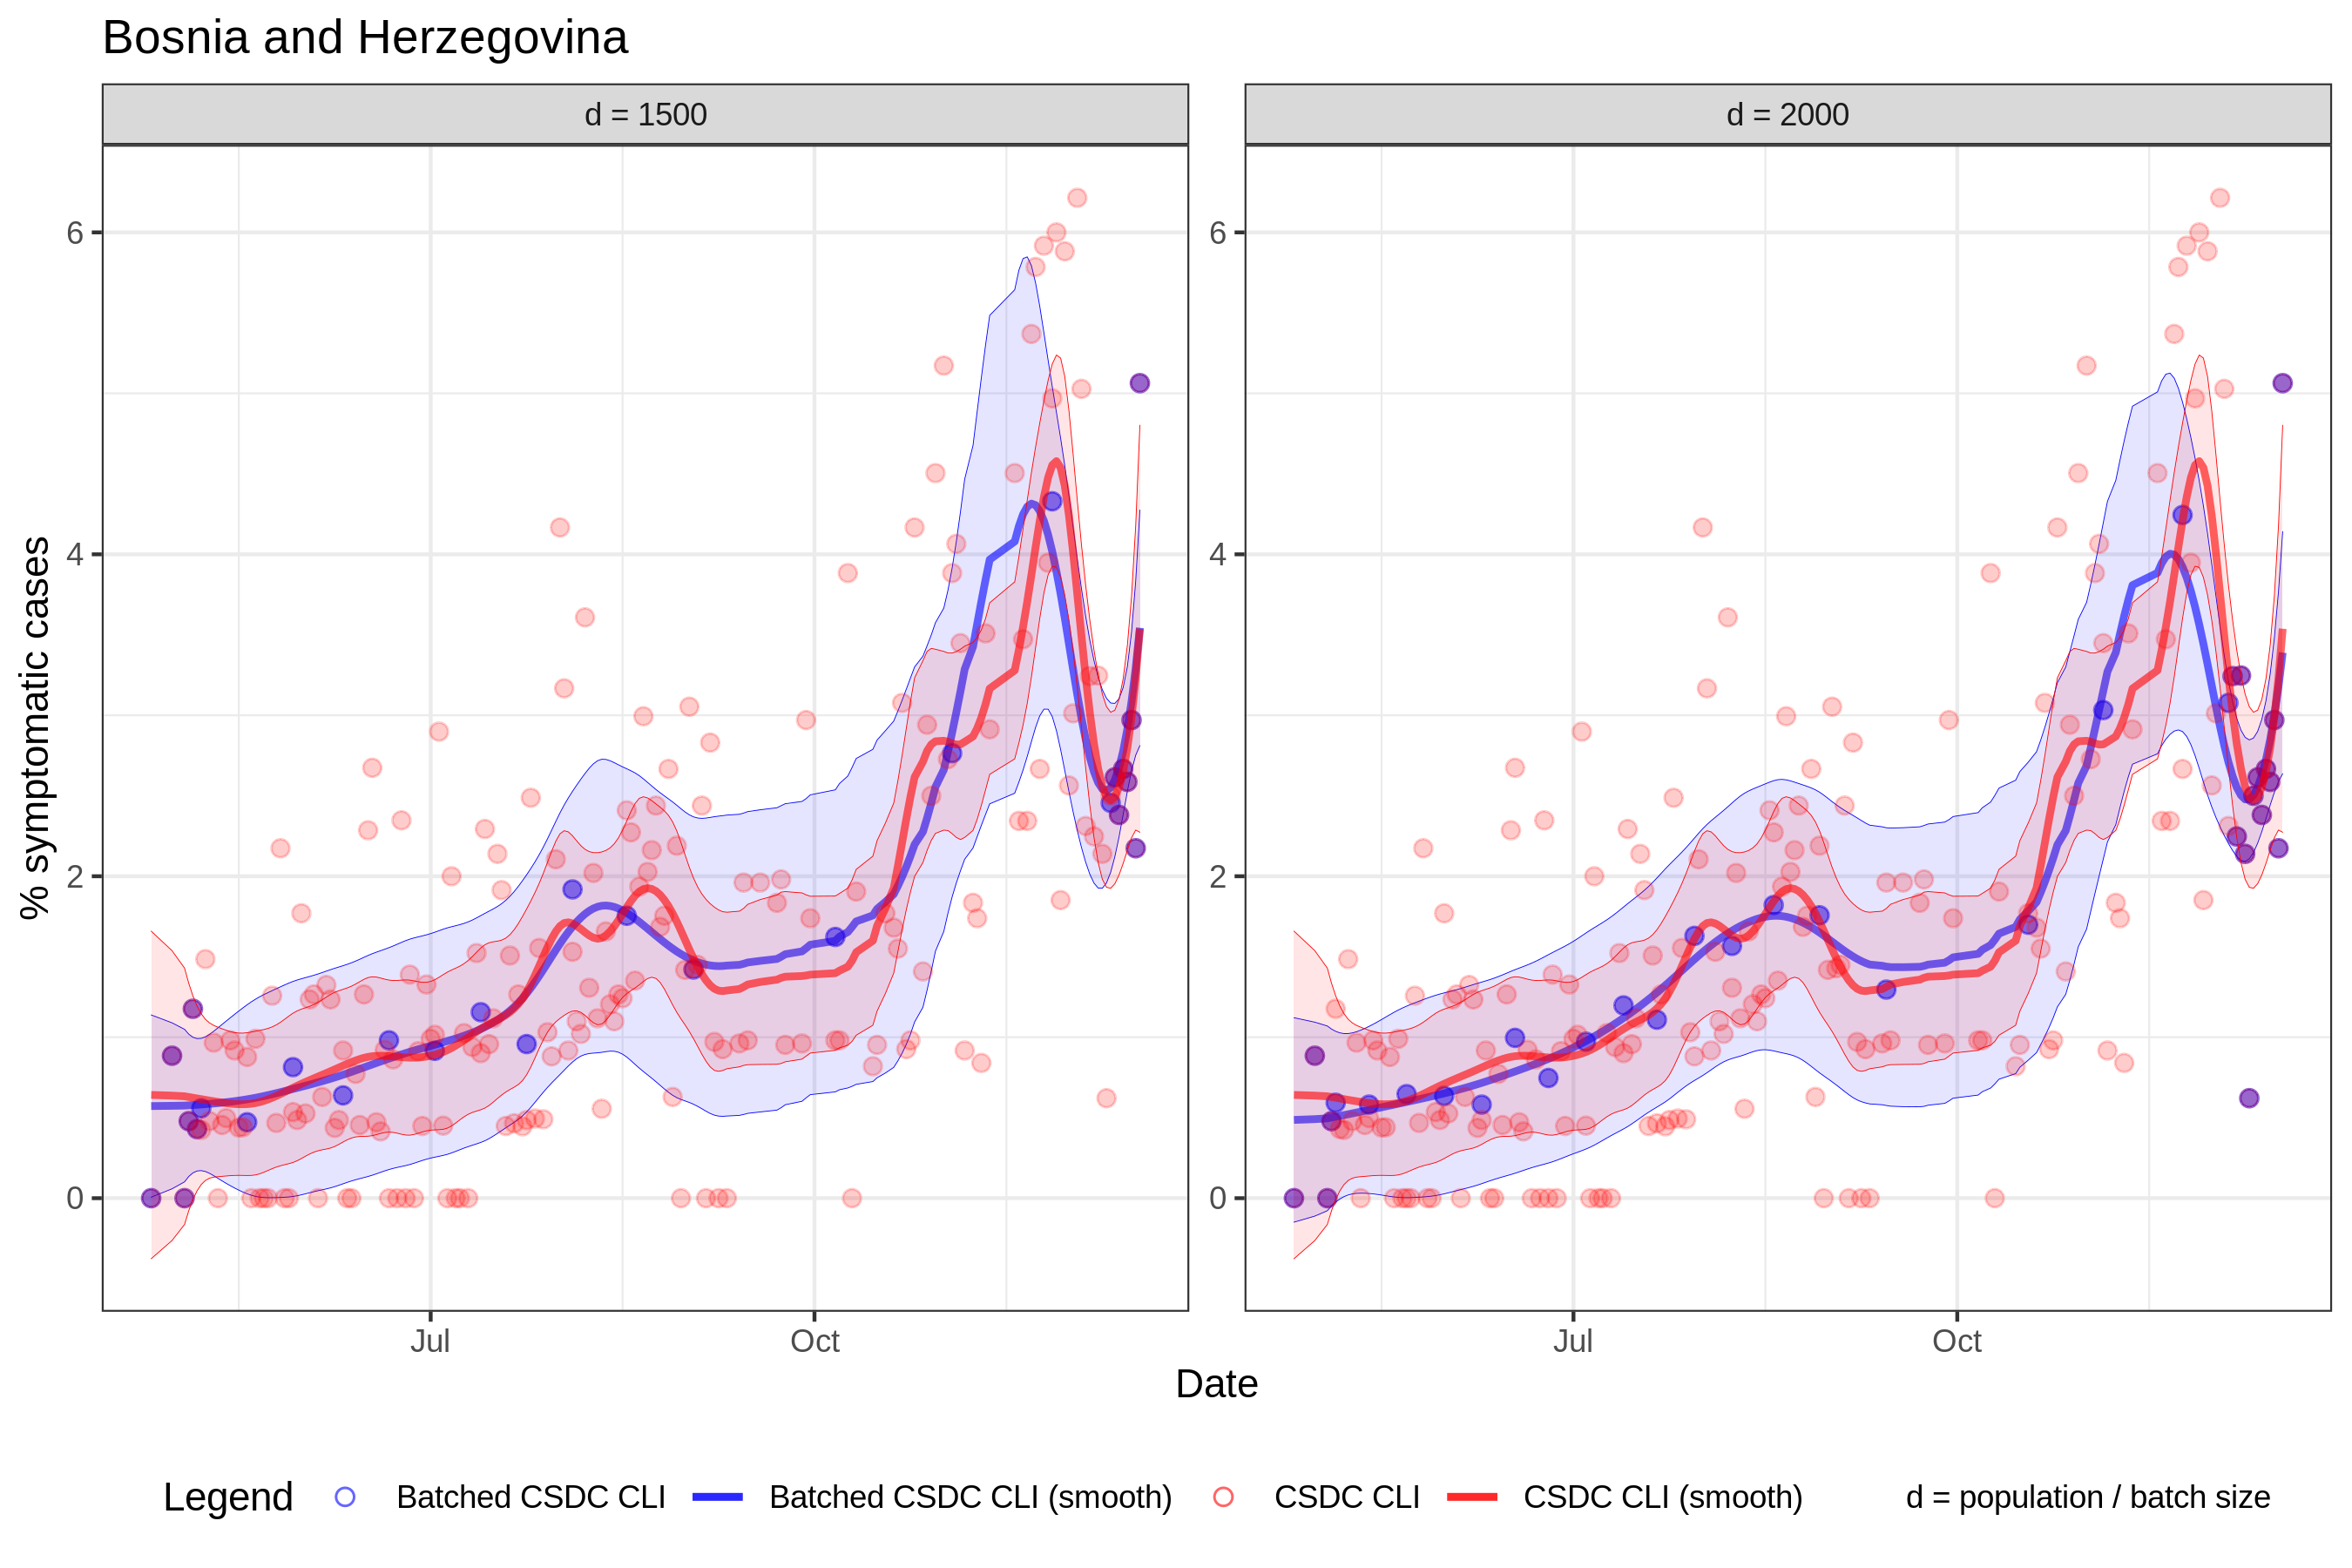 Bosnia and Herzegovina
d = 1500
d = 2000
% symptomatic cases
6
4
2
0
6
4
2
0
Jul
Oct
Jul
Oct
Date
Legend
Batched CSDC CLI
Batched CSDC CLI (smooth)
CSDC CLI
CSDC CLI (smooth)
d = population / batch size